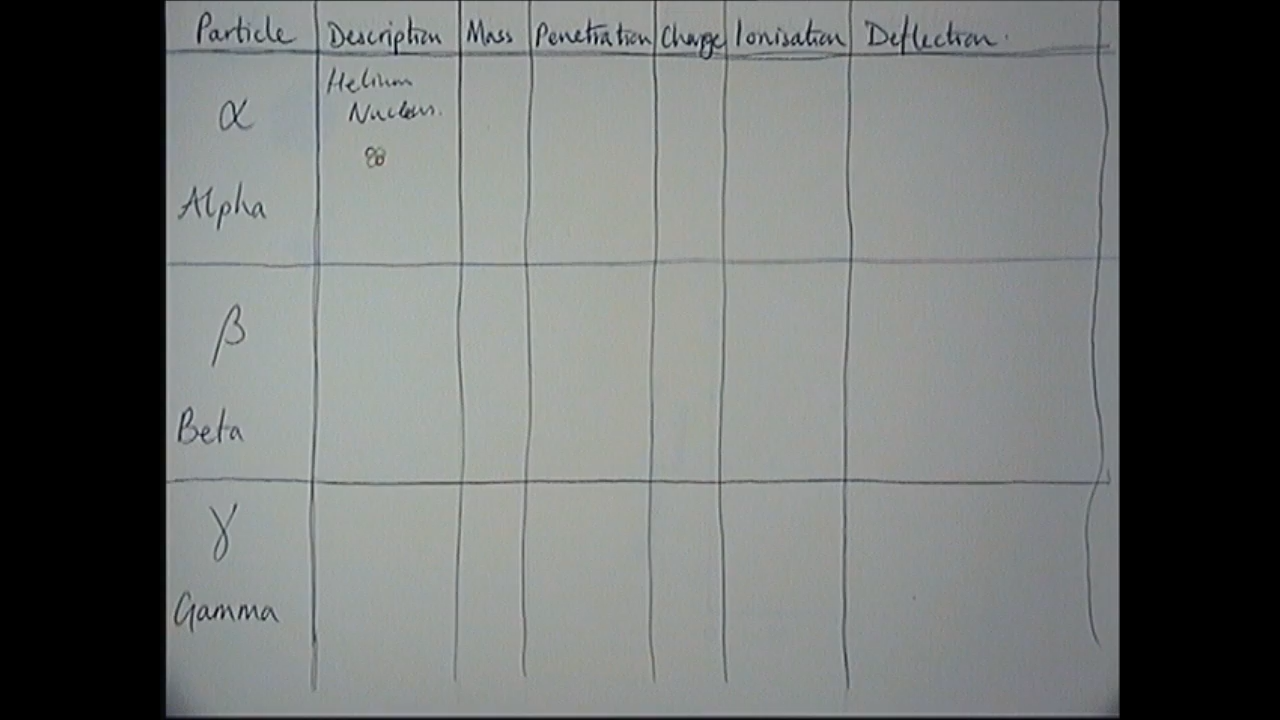 Particle Description Mass Penetration Charge Ionisation Deflection.
Helium
Nucleus.
α
Alpha
β
Beta
γ
Gamma